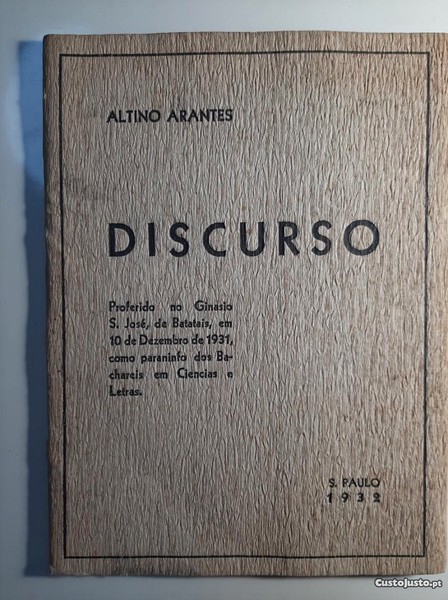 ALTINO ARANTES
DISCURSO
Proferido no Ginasio
S. José, de Batatais, em
10 de Dezembro de 1931,
como paraninfo dos Ba-
chareis em Ciencias e
Letras.
S. PAULO
1932
CustoJusto.pt